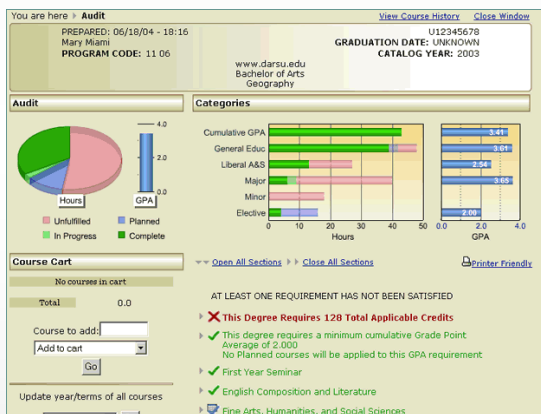 You are here ▸ Audit
View Course History Close Window
PREPARED: 06/18/04 - 18:16
Mary Miami
PROGRAM CODE: 11 06
www.darsu.edu
Bachelor of Arts
Geography
U12345678
GRADUATION DATE: UNKNOWN
CATALOG YEAR: 2003
Audit
4.0
2.0
0.0
Hours
GPA
Unfulfilled
Planned
In Progress
Complete
Categories
Cumulative GPA
3.41
General Educ
3.61
Liberal A&S
2.54
Major
3.65
Minor
Elective
2.00
0 10 20 30 40 50
Hours
0.0 2.0 4.0
GPA
Course Cart
No courses in cart
Total 0.0
Course to add:
Add to cart
Go
Update year/terms of all courses
Open All Sections Close All Sections
Printer Friendly
AT LEAST ONE REQUIREMENT HAS NOT BEEN SATISFIED
This Degree Requires 128 Total Applicable Credits
This degree requires a minimum cumulative Grade Point
Average of 2.000
No Planned courses will be applied to this GPA requirement
First Year Seminar
English Composition and Literature
Fine Arts, Humanities, and Social Sciences